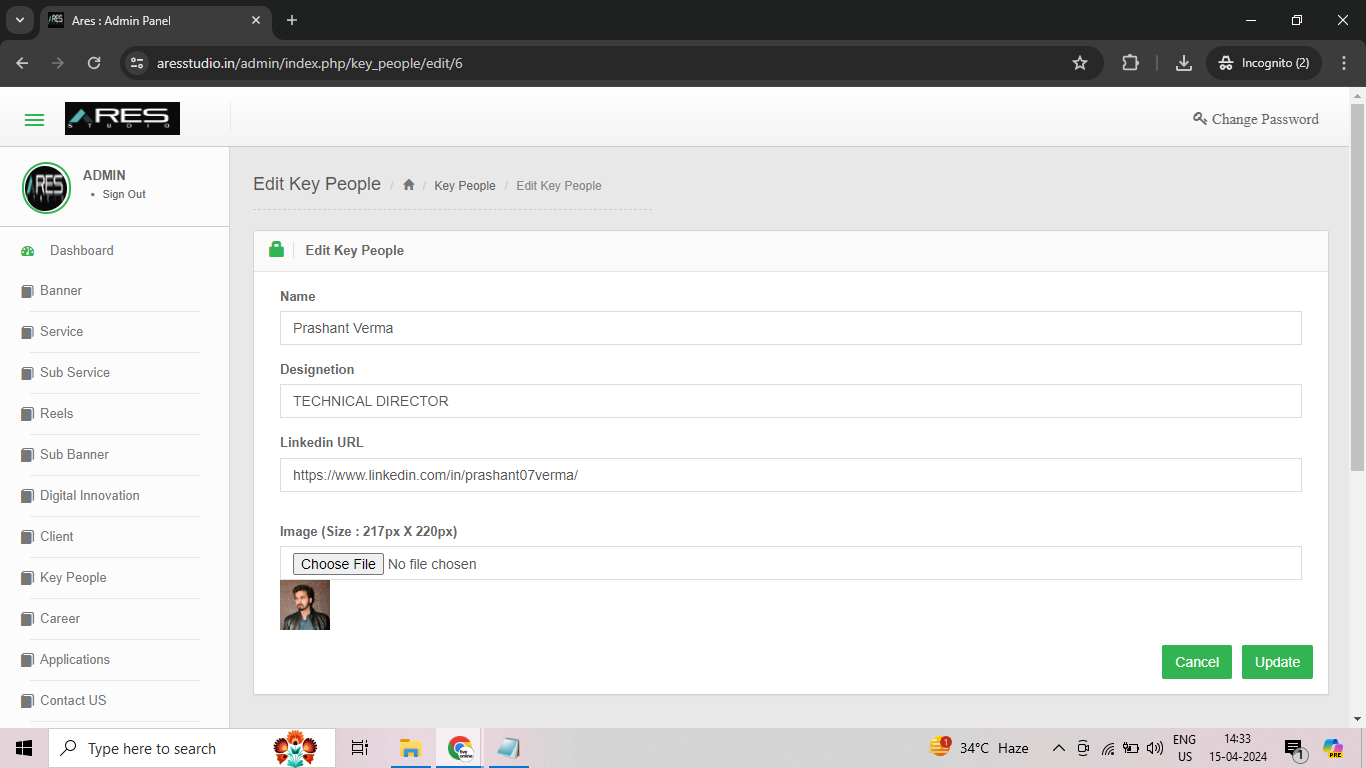 Ares : Admin Panel
aresstudio.in/admin/index.php/key_people/edit/6
Incognito (2)
ARES
STUDIO
Change Password
ARES
ADMIN
Sign Out
Edit Key People / / Key People / Edit Key People
Dashboard
Banner
Service
Sub Service
Reels
Sub Banner
Digital Innovation
Client
Key People
Career
Applications
Contact US
Edit Key People
Name
Prashant Verma
Designetion
TECHNICAL DIRECTOR
Linkedin URL
https://www.linkedin.com/in/prashant07verma/
Image (Size : 217px X 220px)
Choose File No file chosen
Cancel Update
Type here to search
1
34°C Haze
ENG
US
14:33
15-04-2024
1
PRE